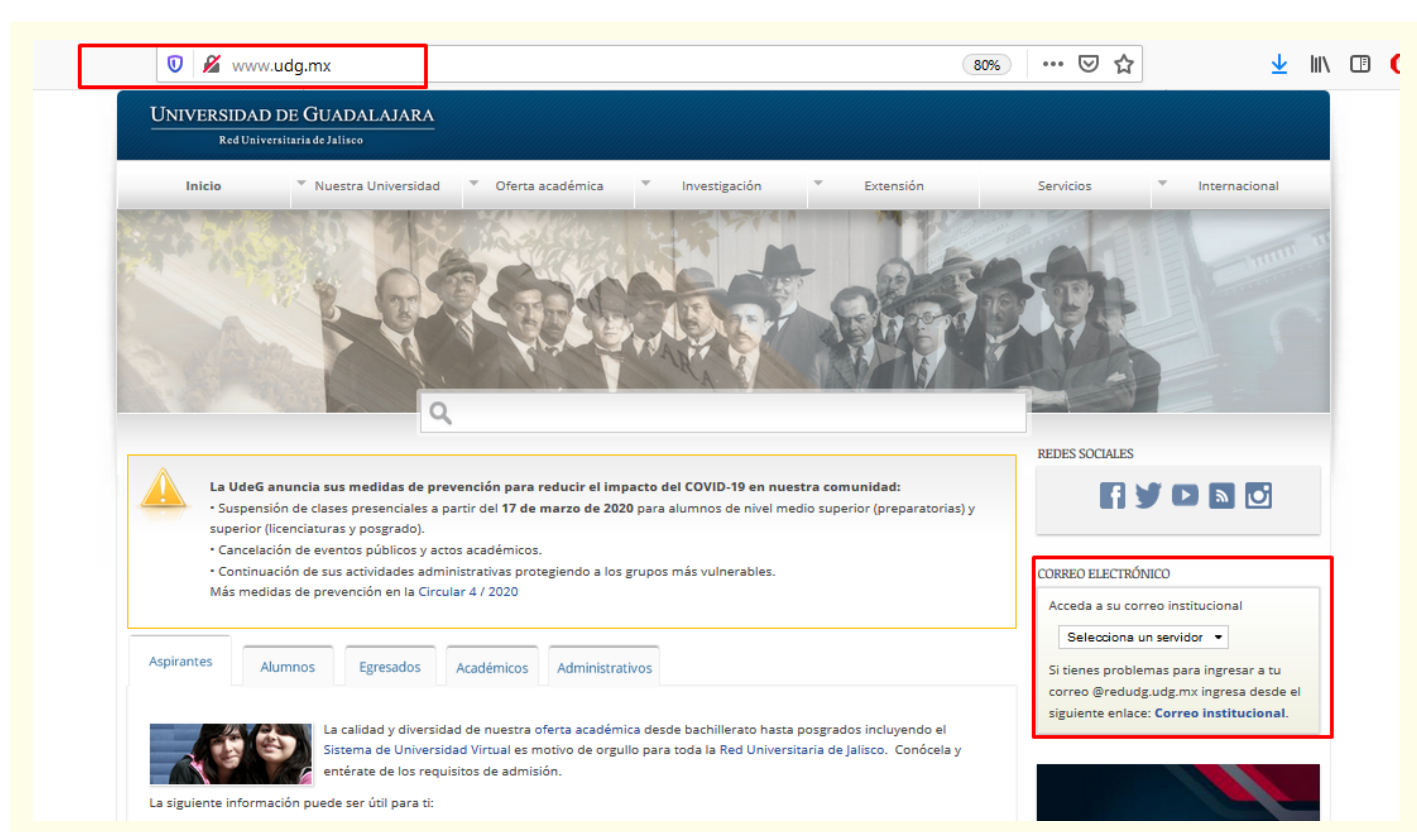 www.udg.mx
80%
UNIVERSIDAD DE GUADALAJARA
Red Universitaria de Jalisco
Inicio
Nuestra Universidad
Oferta académica
Investigación
Extensión
Servicios
Internacional
ARA
La UdeG anuncia sus medidas de prevención para reducir el impacto del COVID-19 en nuestra comunidad:
• Suspensión de clases presenciales a partir del 17 de marzo de 2020 para alumnos de nivel medio superior (preparatorias) y
superior (licenciaturas y posgrado).
• Cancelación de eventos públicos y actos académicos.
• Continuación de sus actividades administrativas protegiendo a los grupos más vulnerables.
Más medidas de prevención en la Circular 4 / 2020
REDES SOCIALES
CORREO ELECTRÓNICO
Acceda a su correo institucional
Selecciona un servidor
Si tienes problemas para ingresar a tu
correo @redudg.udg.mx ingresa desde el
siguiente enlace: Correo institucional.
Aspirantes
Alumnos
Egresados
Académicos
Administrativos
La calidad y diversidad de nuestra oferta académica desde bachillerato hasta posgrados incluyendo el
Sistema de Universidad Virtual es motivo de orgullo para toda la Red Universitaria de Jalisco. Conócela y
entérate de los requisitos de admisión.
La siguiente información puede ser útil para ti: